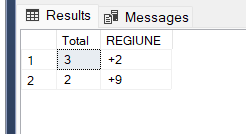 Results Messages
Total REGIUNE
1 3 +2
2 2 +9